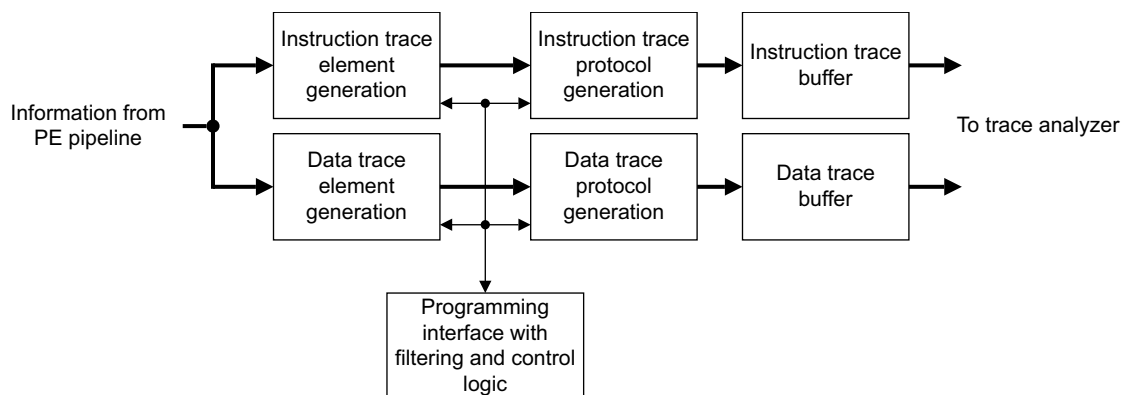 Information from
PE pipeline
Instruction trace
element
generation
Instruction trace
protocol
generation
Instruction trace
buffer
Data trace
element
generation
Data trace
protocol
generation
Data trace
buffer
To trace analyzer
Programming
interface with
filtering and control
logic